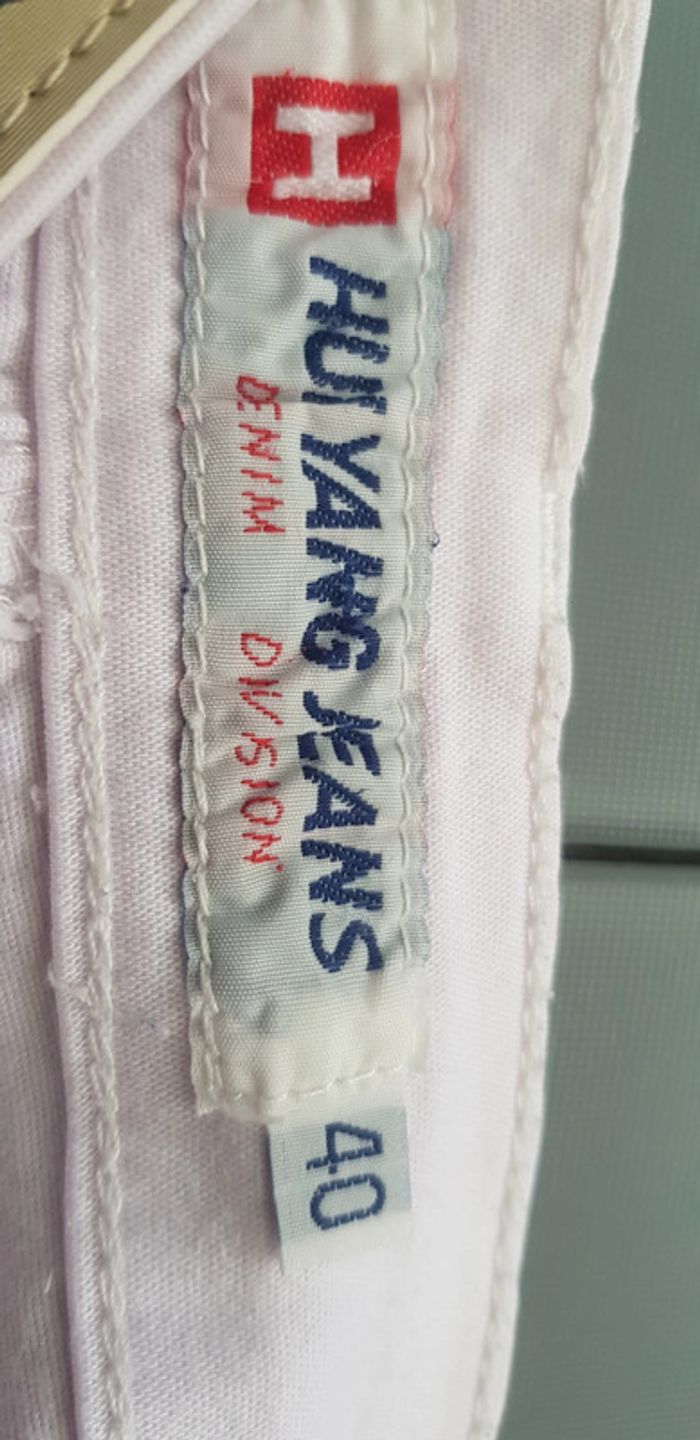 H
HUI YANG JEANS
DENIM DIVISION
40